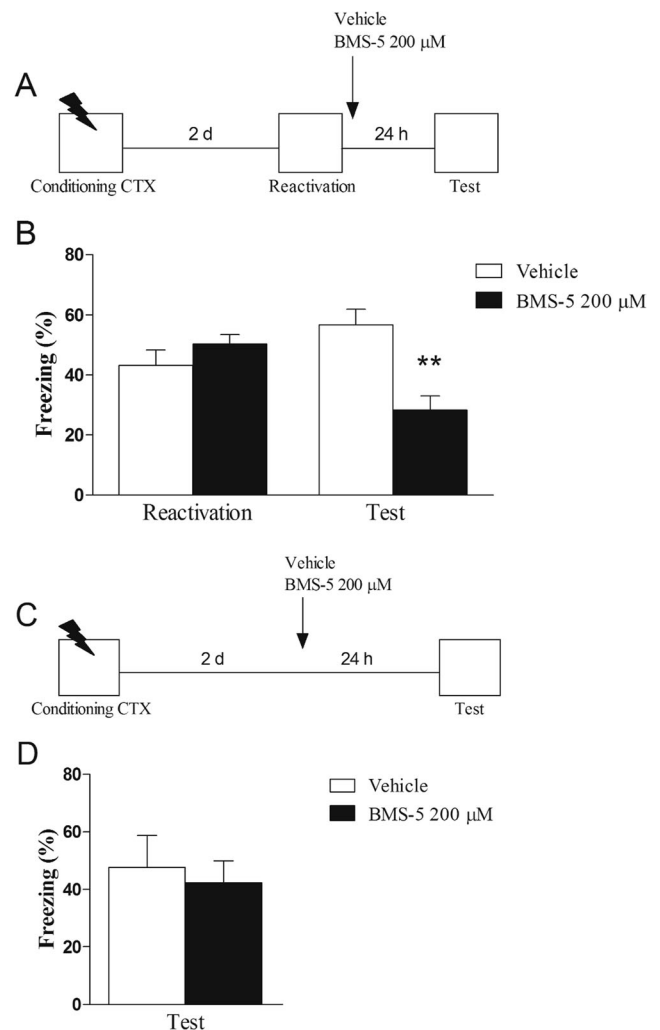 Vehicle
BMS-5 200 µM
A
2 d
24 h
Conditioning CTX
Reactivation
Test
B
80
60
40
20
0
Freezing (%)
Vehicle
BMS-5 200 µM
**
Reactivation
Test
Vehicle
BMS-5 200 µM
C
2 d
24 h
Conditioning CTX
Test
D
80
60
40
20
0
Freezing (%)
Vehicle
BMS-5 200 µM
Test